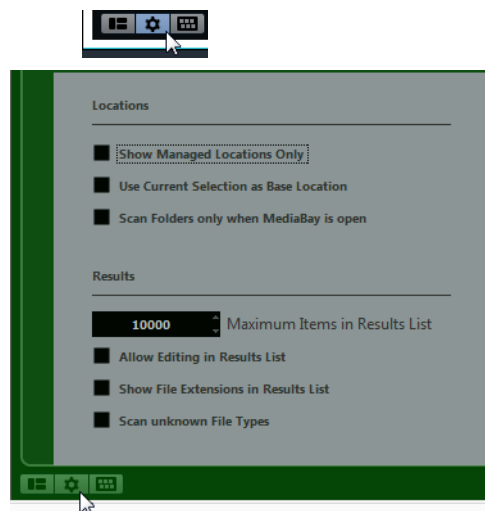 Locations
Show Managed Locations Only
Use Current Selection as Base Location
Scan Folders only when MediaBay is open
Results
10000 Maximum Items in Results List
Allow Editing in Results List
Show File Extensions in Results List
Scan unknown File Types